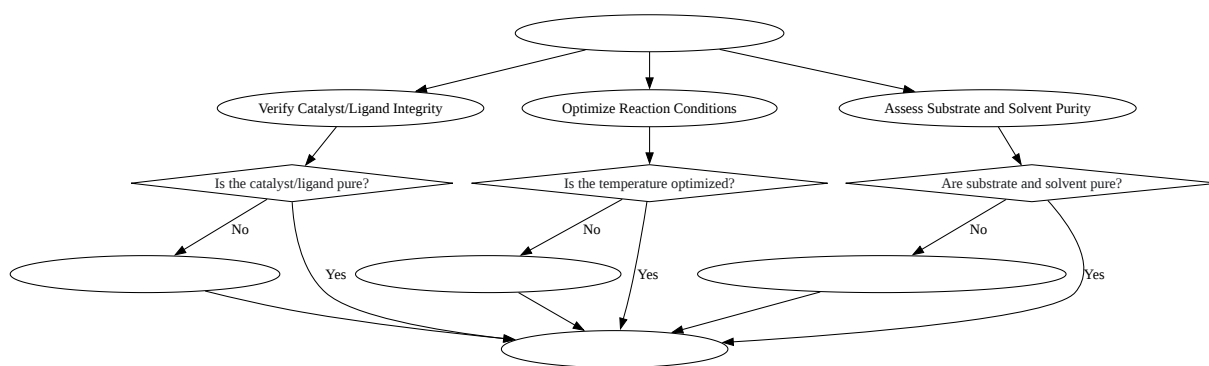 Verify Catalyst/Ligand Integrity
Optimize Reaction Conditions
Assess Substrate and Solvent Purity
Is the catalyst/ligand pure?
Is the temperature optimized?
Are substrate and solvent pure?
No
No
No
Yes
Yes
Yes